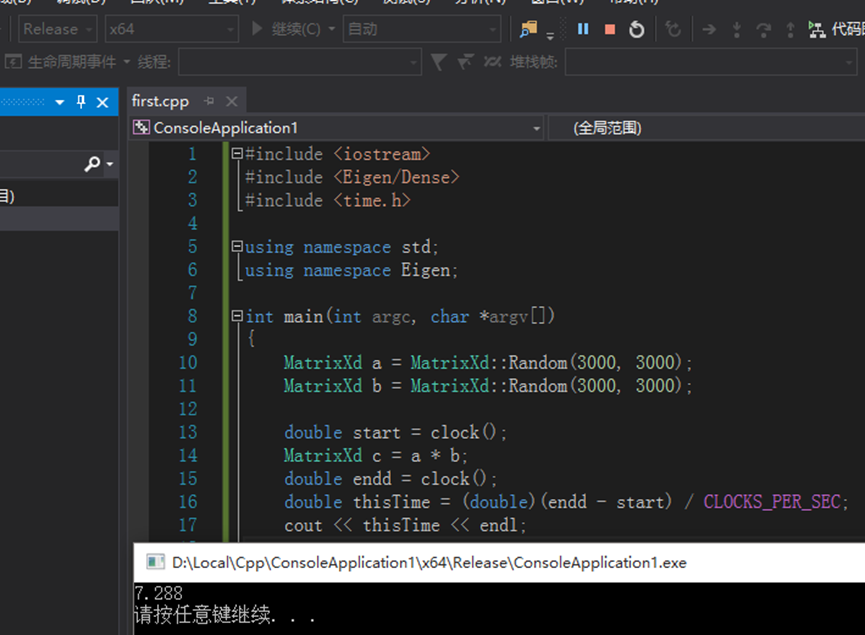 Release x64 继续(C) 自动 代码图
生命周期事件 线程: 堆栈帧:
first.cpp
ConsoleApplication1 (全局范围)
1 #include <iostream>
2 #include <Eigen/Dense>
3 #include <time.h>
4
5 using namespace std;
6 using namespace Eigen;
7
8 int main(int argc, char *argv[])
9 {
10 MatrixXd a = MatrixXd::Random(3000, 3000);
11 MatrixXd b = MatrixXd::Random(3000, 3000);
12
13 double start = clock();
14 MatrixXd c = a * b;
15 double endd = clock();
16 double thisTime = (double)(endd - start) / CLOCKS_PER_SEC;
17 cout << thisTime << endl;
D:\Local\Cpp\ConsoleApplication1\x64\Release\ConsoleApplication1.exe
7.288
请按任意键继续. . .